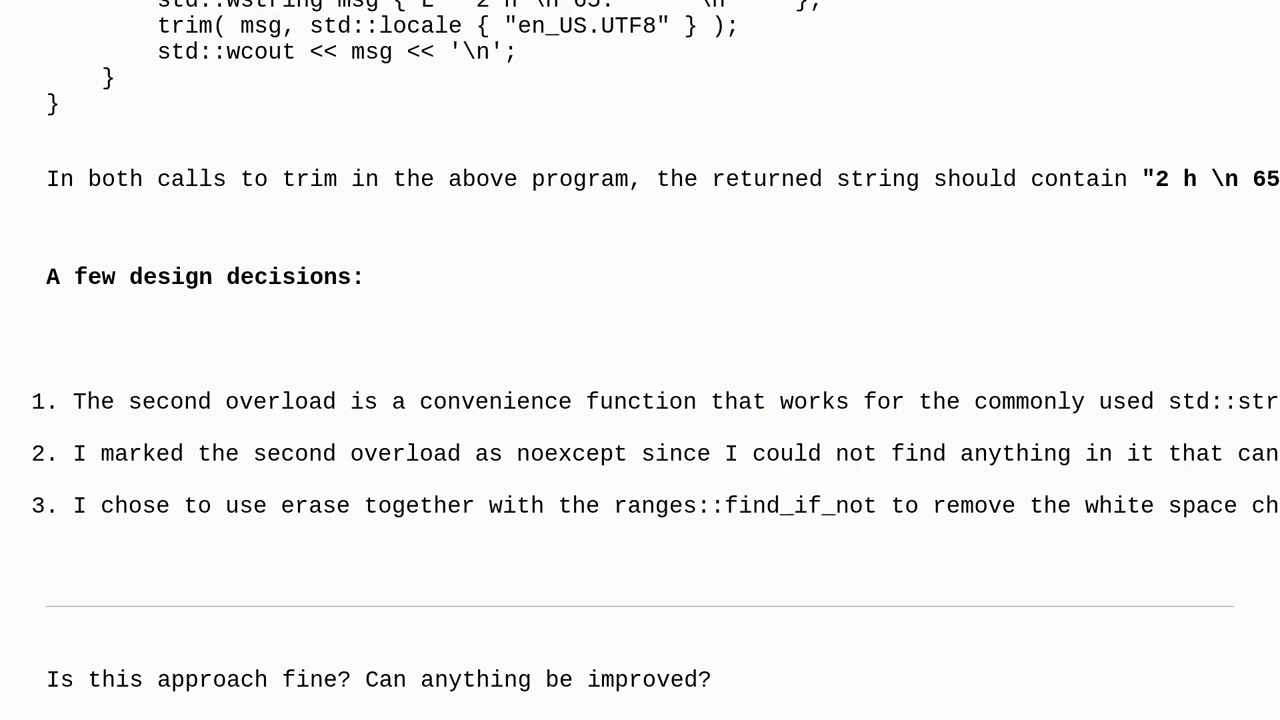 trim( msg, std::locale { "en_US.UTF8" } );
std::wcout << msg << '\n';
}
}
In both calls to trim in the above program, the returned string should contain "2 h \n 65
A few design decisions:
1. The second overload is a convenience function that works for the commonly used std::str
2. I marked the second overload as noexcept since I could not find anything in it that can
3. I chose to use erase together with the ranges::find_if_not to remove the white space ch
Is this approach fine? Can anything be improved?